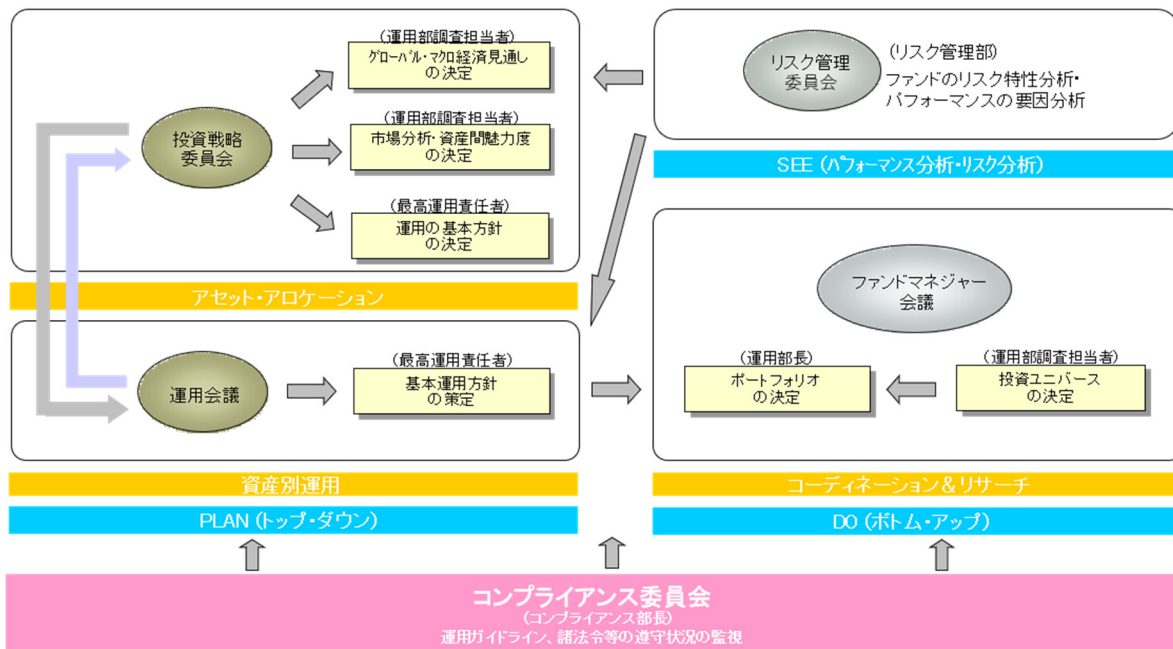 (運用部調査担当者)
グローバル・マクロ経済見通し
の決定
投資戦略
委員会
(運用部調査担当者)
市場分析・資産間魅力度
の決定
(最高運用責任者)
運用の基本方針
の決定
アセット・アロケーション
リスク管理
委員会
(リスク管理部)
ファンドのリスク特性分析・
パフォーマンスの要因分析
SEE (パフォーマンス分析・リスク分析)
運用会議
(最高運用責任者)
基本運用方針
の策定
資産別運用
PLAN (トップ・ダウン)
ファンドマネジャー
会議
(運用部長)
ポートフォリオ
の決定
(運用部調査担当者)
投資ユニバース
の決定
コーディネーション&リサーチ
DO (ボトム・アップ)
コンプライアンス委員会
(コンプライアンス部長)
運用ガイドライン、諸法令等の遵守状況の監視